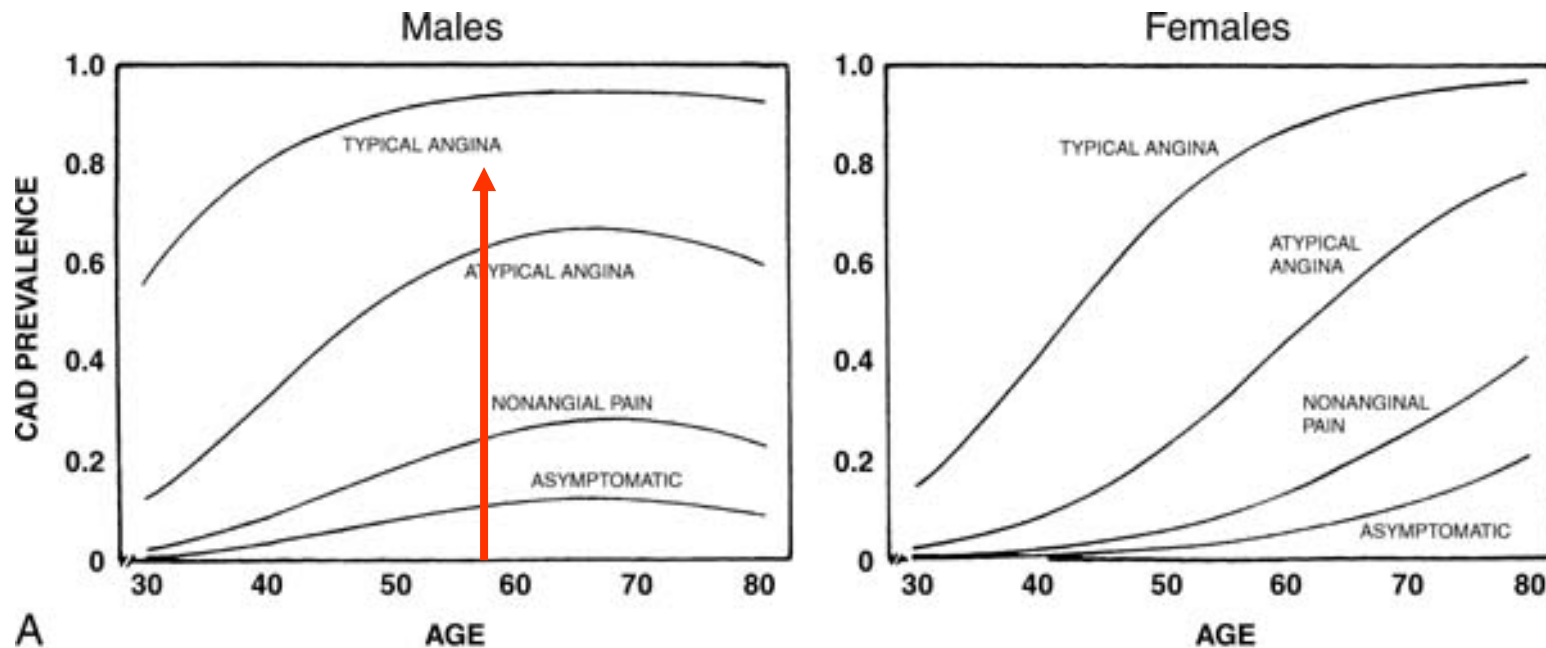 Males
1.0
0.8
0.6
0.4
0.2
0
CAD PREVALENCE
TYPICAL ANGINA
ATYPICAL ANGINA
NONANGIAL PAIN
ASYMPTOMATIC
30 40 50 60 70 80
AGE
A
Females
1.0
0.8
0.6
0.4
0.2
0
TYPICAL ANGINA
ATYPICAL
ANGINA
NONANGINAL
PAIN
ASYMPTOMATIC
30 40 50 60 70 80
AGE